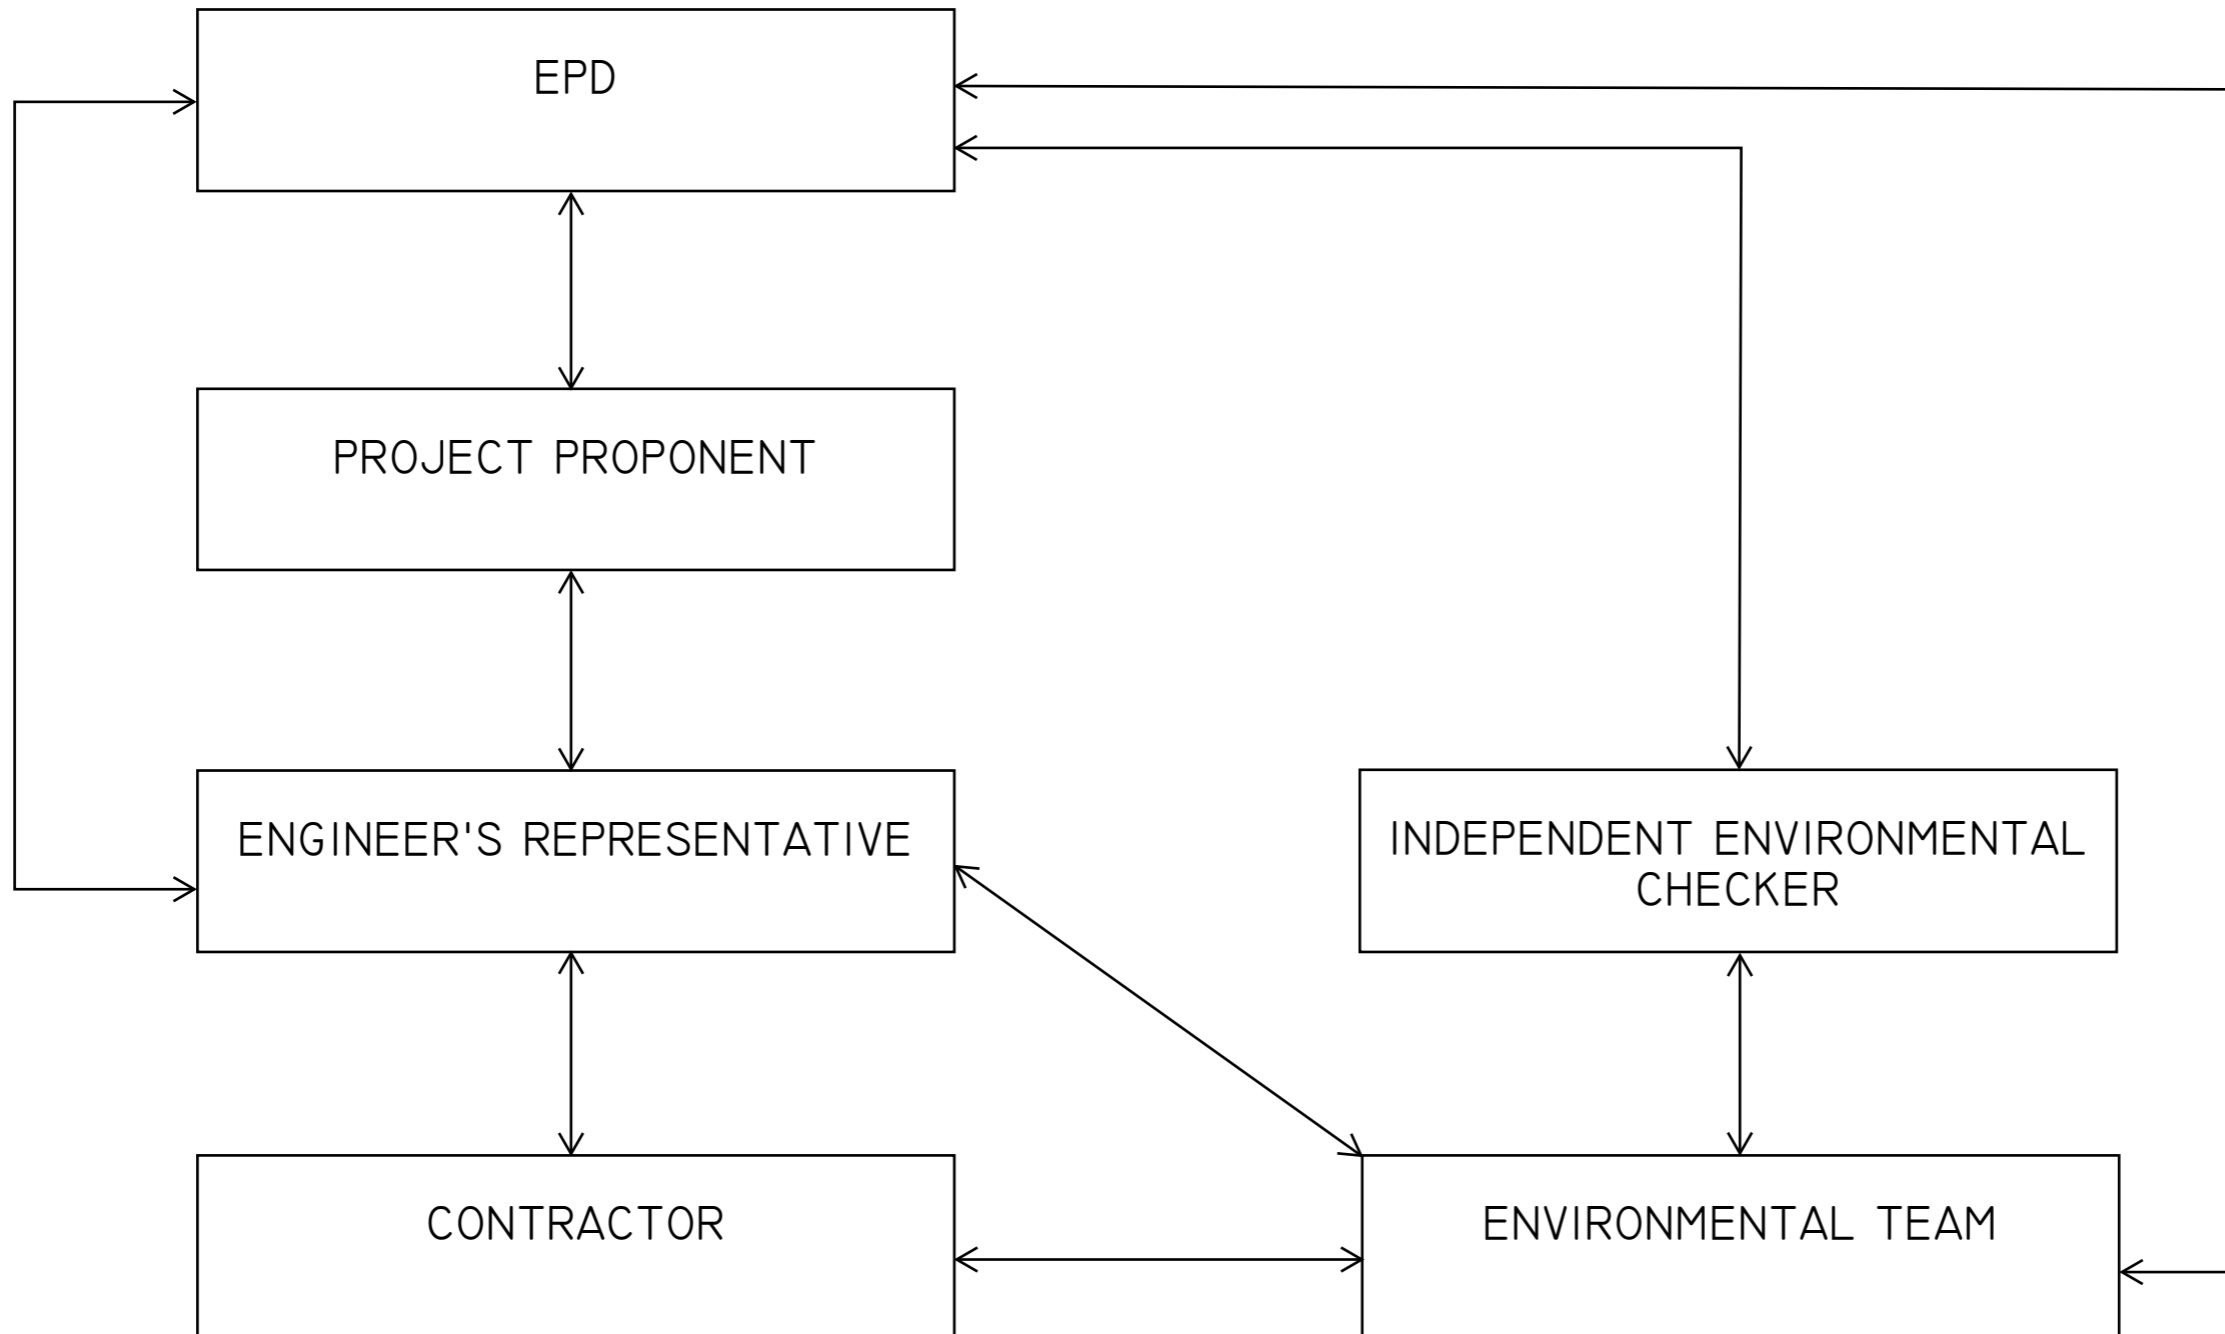 EPD
PROJECT PROPONENT
ENGINEER'S REPRESENTATIVE
INDEPENDENT ENVIRONMENTAL
CHECKER
CONTRACTOR
ENVIRONMENTAL TEAM